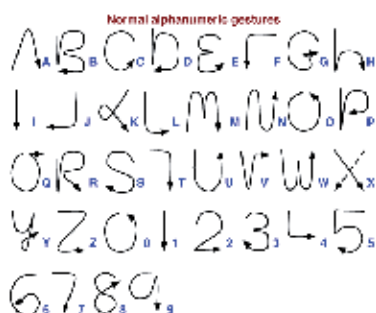 Normal alphanumeric gestures
A B C D E F G H
I J K L M N O P
Q R S T U V W X
Y Z 0 1 2 3 4 5
6 7 8 9